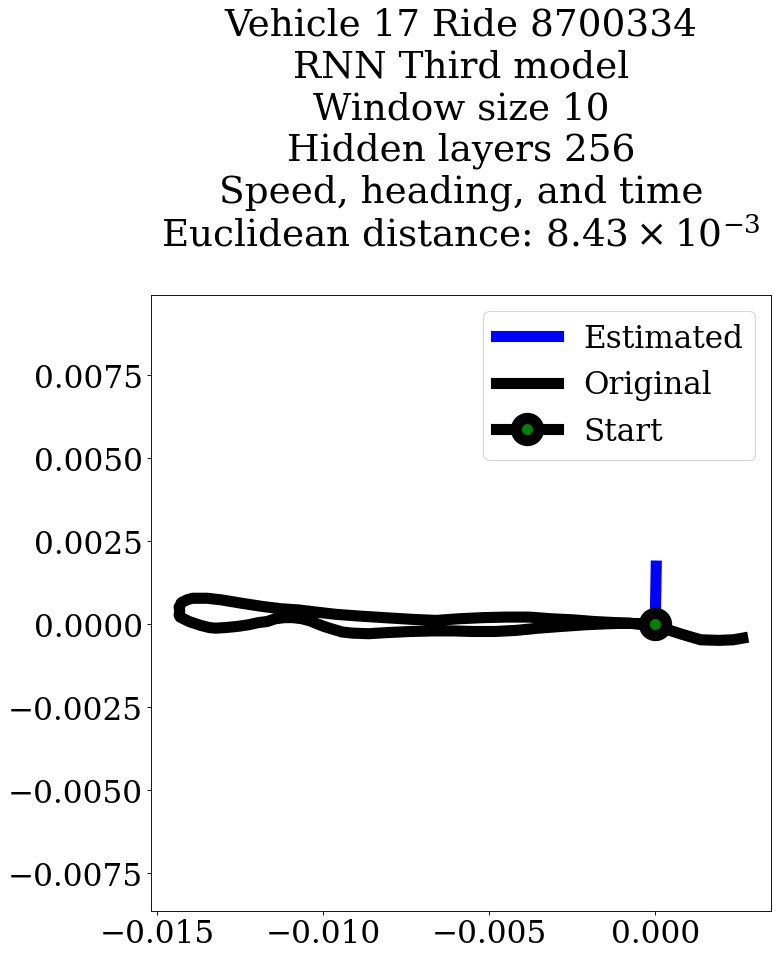 Vehicle 17 Ride 8700334
RNN Third model
Window size 10
Hidden layers 256
Speed, heading, and time
Euclidean distance: 8.43 × 10⁻³
Estimated
Original
Start
0.0075
0.0050
0.0025
0.0000
−0.0025
−0.0050
−0.0075
−0.015 −0.010 −0.005 0.000